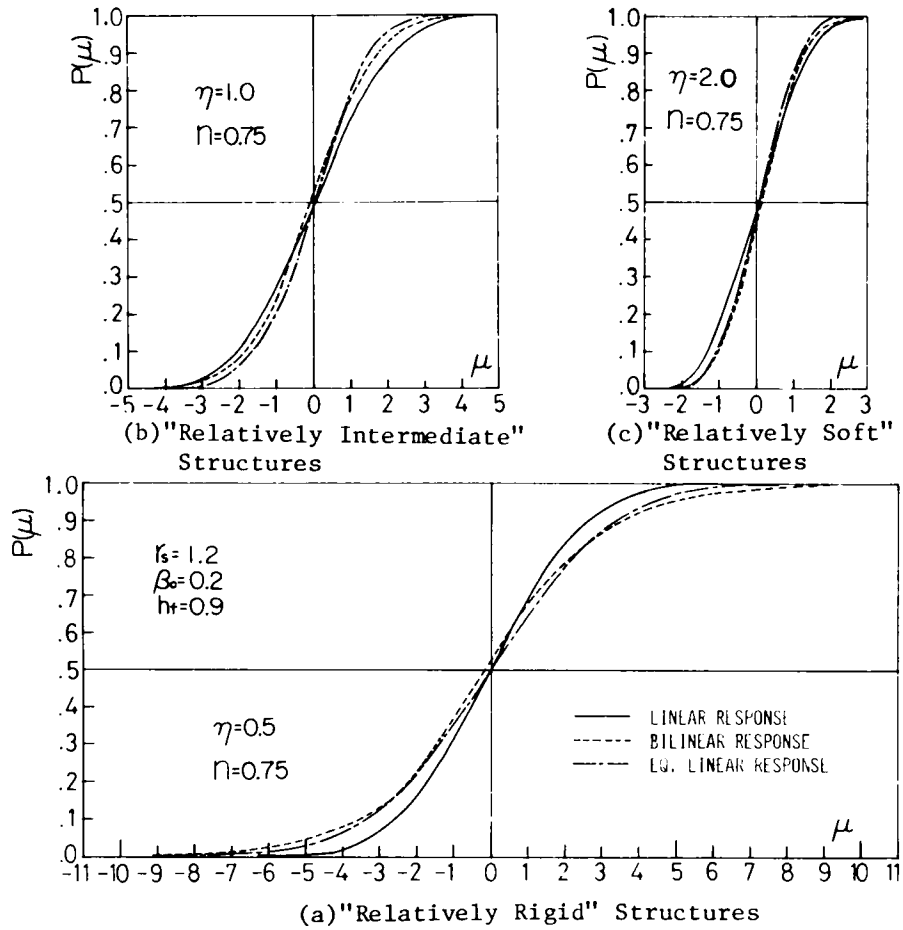 P(μ)
1.0
.9
.8
.7
.6
.5
.4
.3
.2
.1
.0
η=1.0
n=0.75
μ
-5 -4 -3 -2 -1 0 1 2 3 4 5
(b)"Relatively Intermediate"
Structures
P(μ)
1.0
.9
.8
.7
.6
.5
.4
.3
.2
.1
.0
η=2.0
n=0.75
μ
-3 -2 -1 0 1 2 3
(c)"Relatively Soft"
Structures
P(μ)
1.0
.9
.8
.7
.6
.5
.4
.3
.2
.1
.0
rs=1.2
β₀=0.2
hf=0.9
η=0.5
n=0.75
LINEAR RESPONSE
BILINEAR RESPONSE
EQ. LINEAR RESPONSE
μ
-11 -10 -9 -8 -7 -6 -5 -4 -3 -2 -1 0 1 2 3 4 5 6 7 8 9 10 11
(a)"Relatively Rigid" Structures